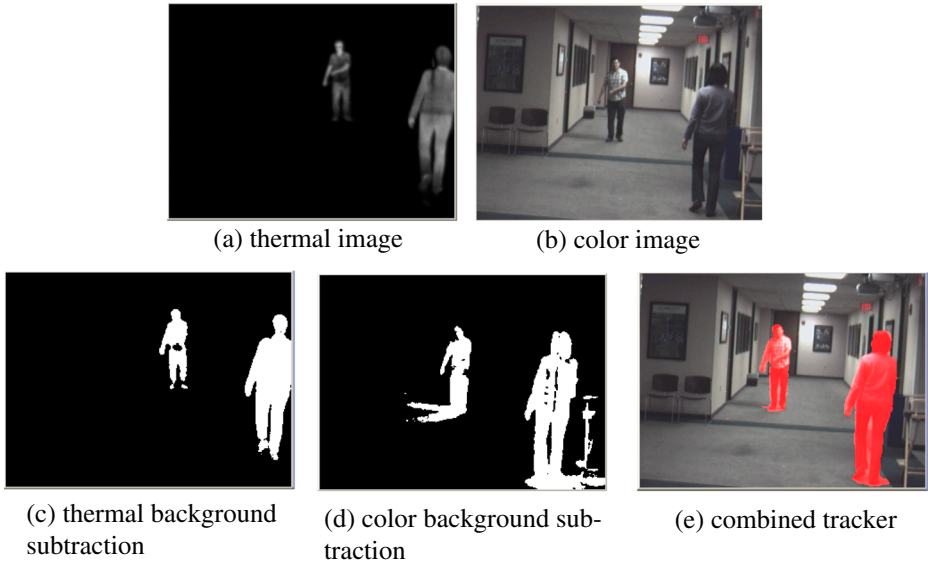 (a) thermal image
(b) color image
(c) thermal background
subtraction
(d) color background sub-
traction
(e) combined tracker